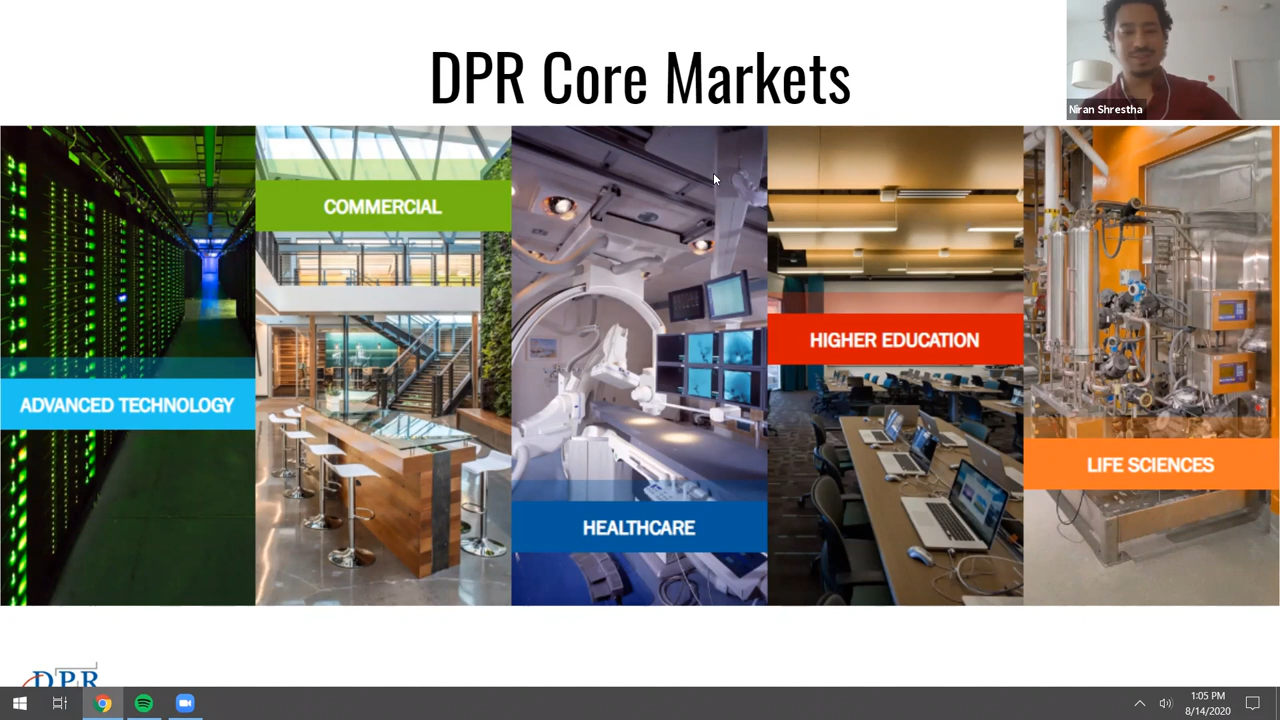 DPR Core Markets
Niran Shrestha
COMMERCIAL
HIGHER EDUCATION
ADVANCED TECHNOLOGY
LIFE SCIENCES
HEALTHCARE
DPR
1:05 PM
8/14/2020